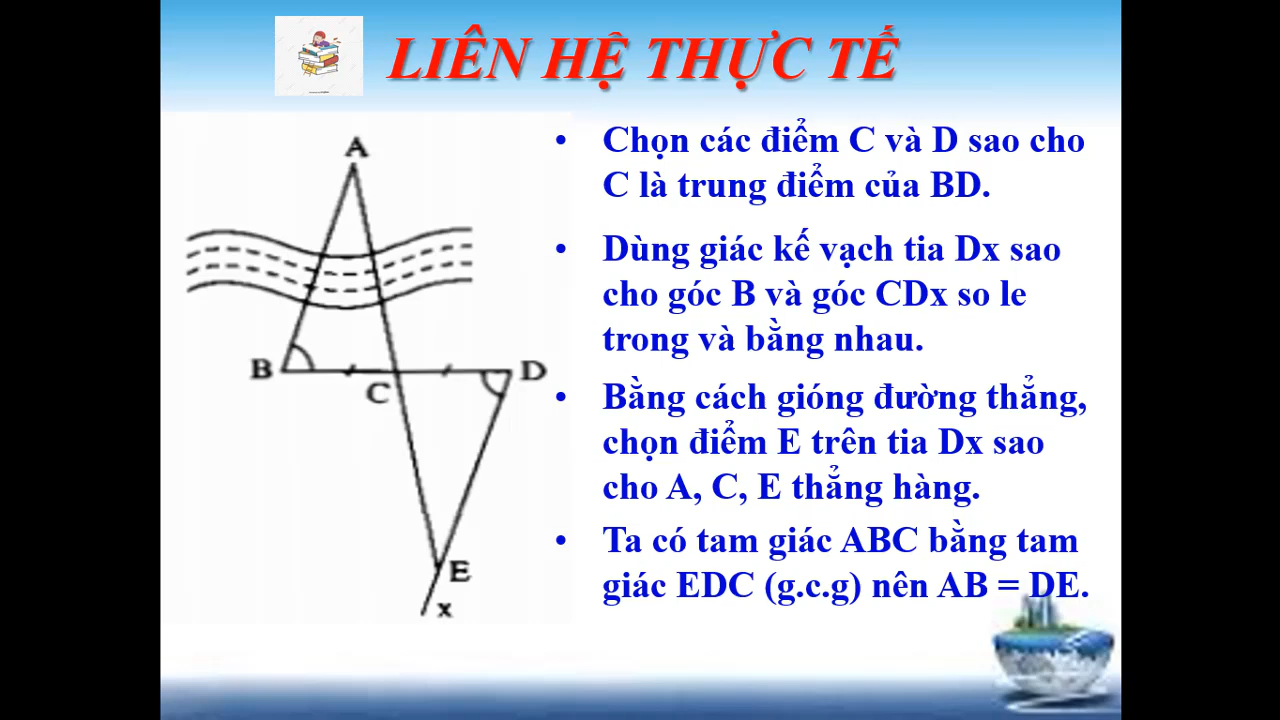 LIÊN HỆ THỰC TẾ
• Chọn các điểm C và D sao cho
C là trung điểm của BD.
• Dùng giác kế vạch tia Dx sao
cho góc B và góc CDx so le
trong và bằng nhau.
• Bằng cách gióng đường thẳng,
chọn điểm E trên tia Dx sao
cho A, C, E thẳng hàng.
• Ta có tam giác ABC bằng tam
giác EDC (g.c.g) nên AB = DE.
A
B
C
D
E
x